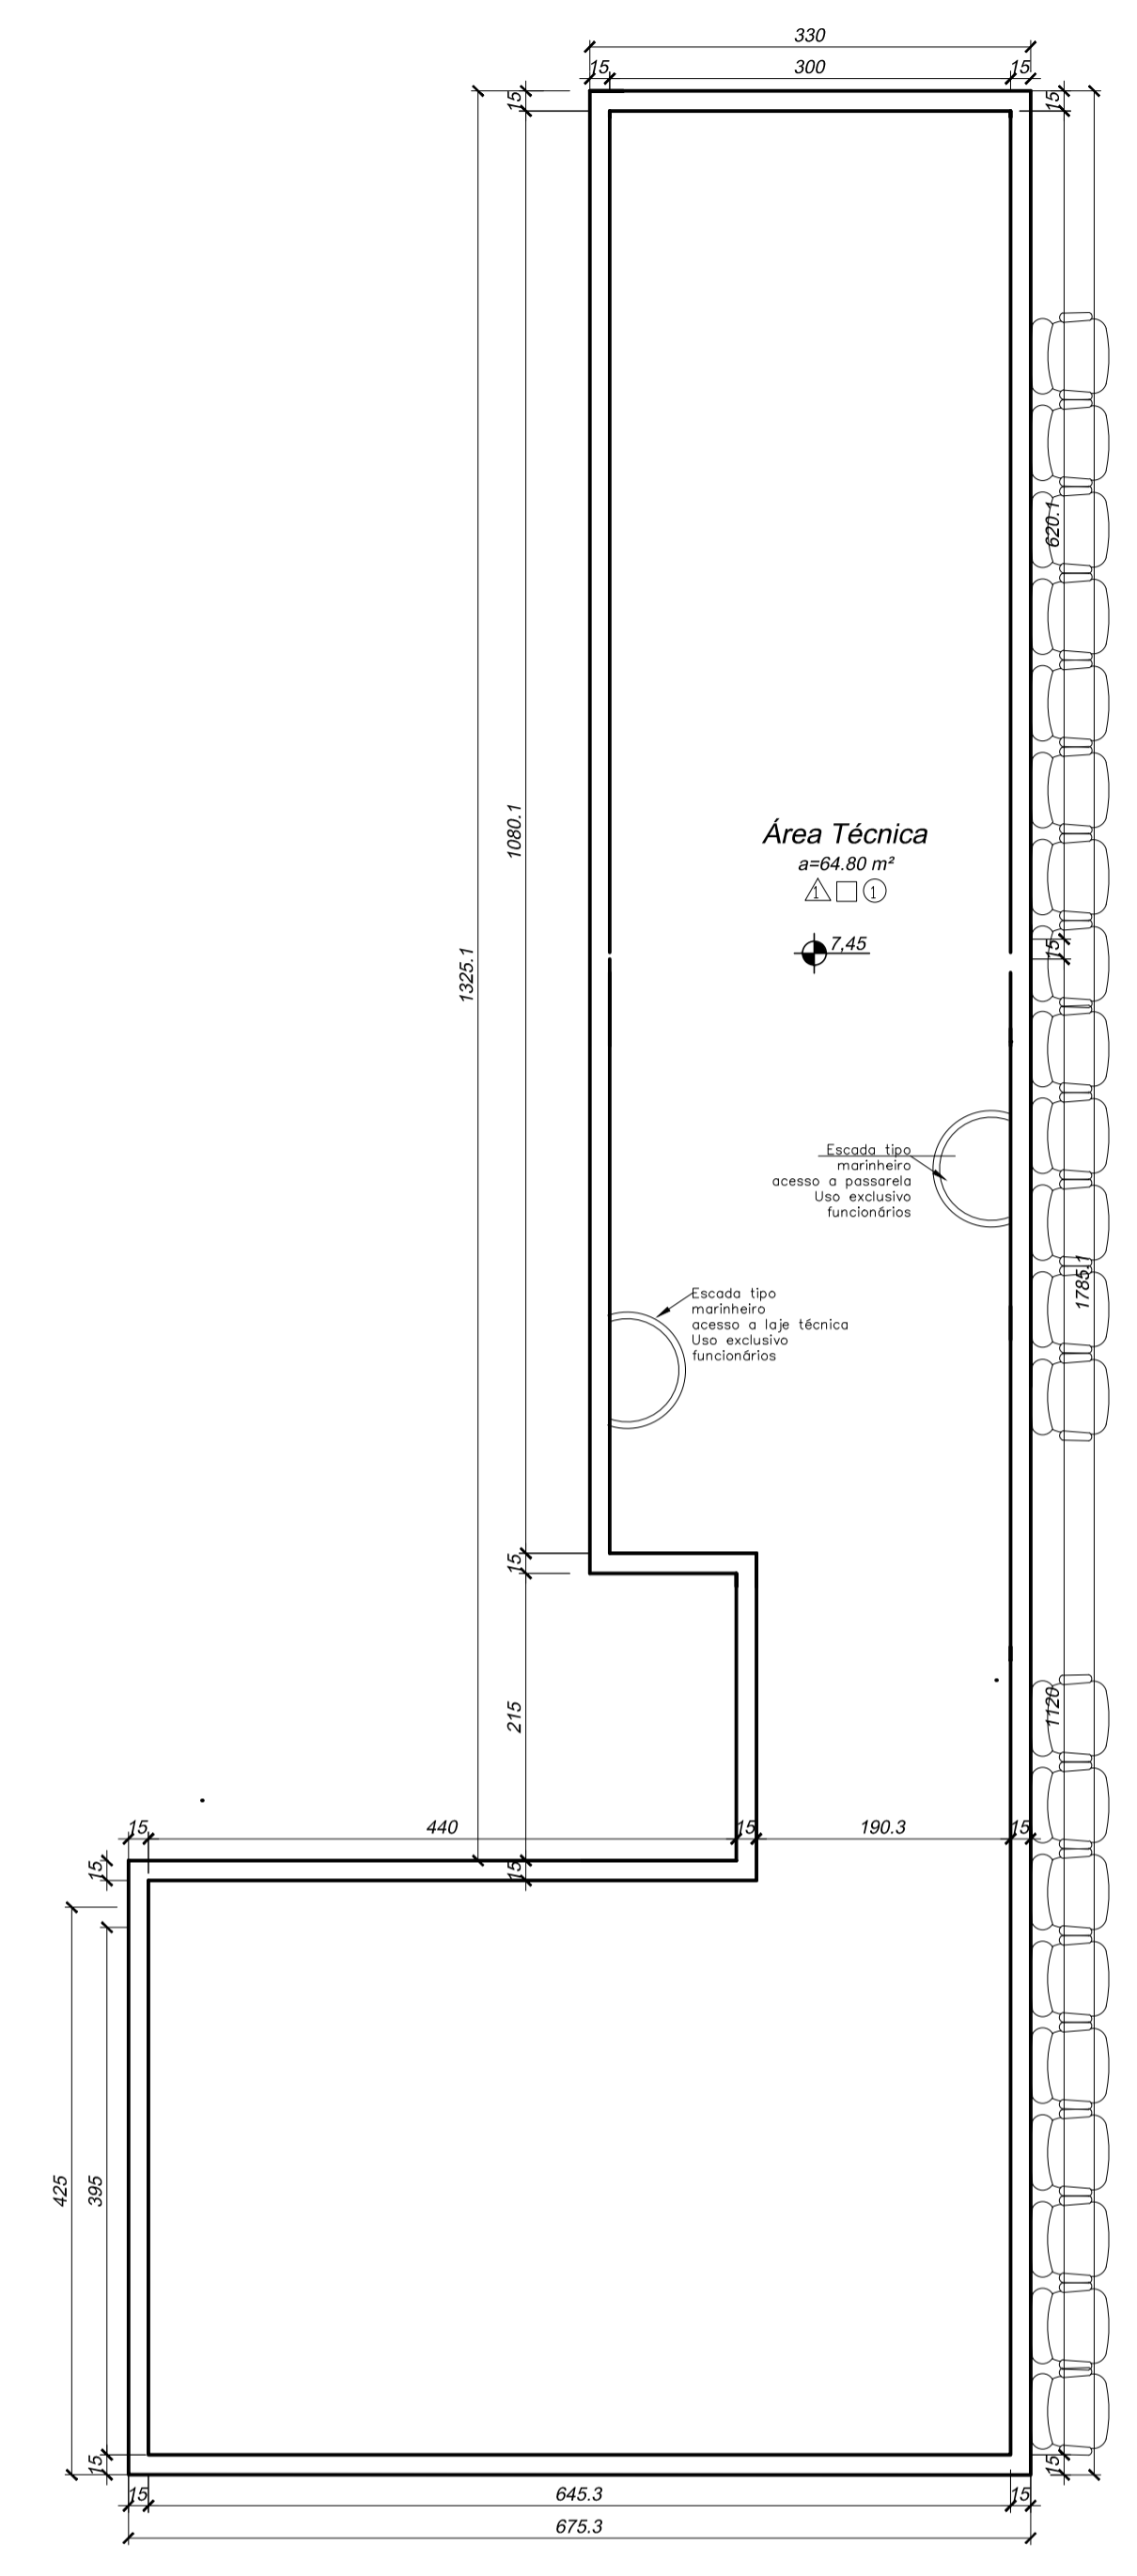 330
15
300
15
15
15
620.1
1080.1
Área Técnica
a=64.80 m²
1
1
7,45
15
1325.1
Escada tipo
marinheiro
acesso a passarela
Uso exclusivo
funcionários
1785.1
Escada tipo
marinheiro
acesso a laje técnica
Uso exclusivo
funcionários
15
215
1120
15
440
15
190.3
15
15
15
425
395
15
15
15
645.3
15
675.3